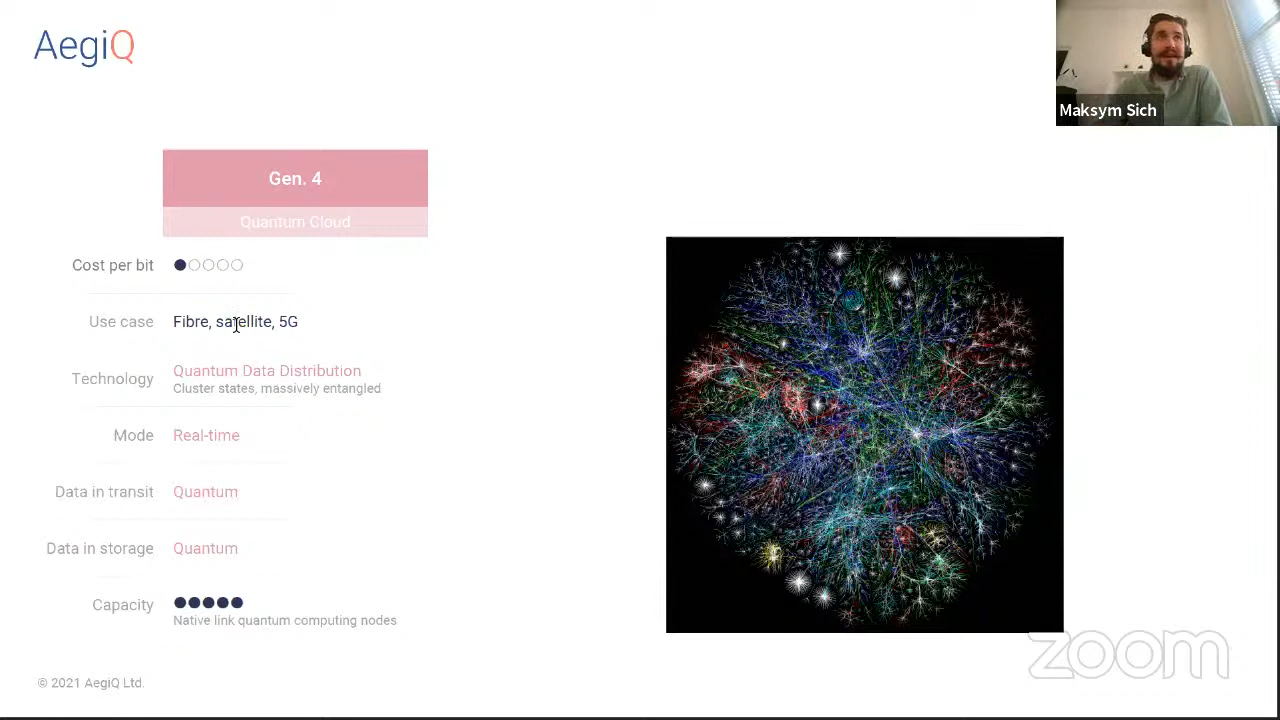 AegiQ
Maksym Sich
Gen. 4
Quantum Cloud
Cost per bit
Use case Fibre, satellite, 5G
Technology Quantum Data Distribution
Cluster states, massively entangled
Mode Real-time
Data in transit Quantum
Data in storage Quantum
Capacity
Native link quantum computing nodes
zoom
© 2021 AegiQ Ltd.